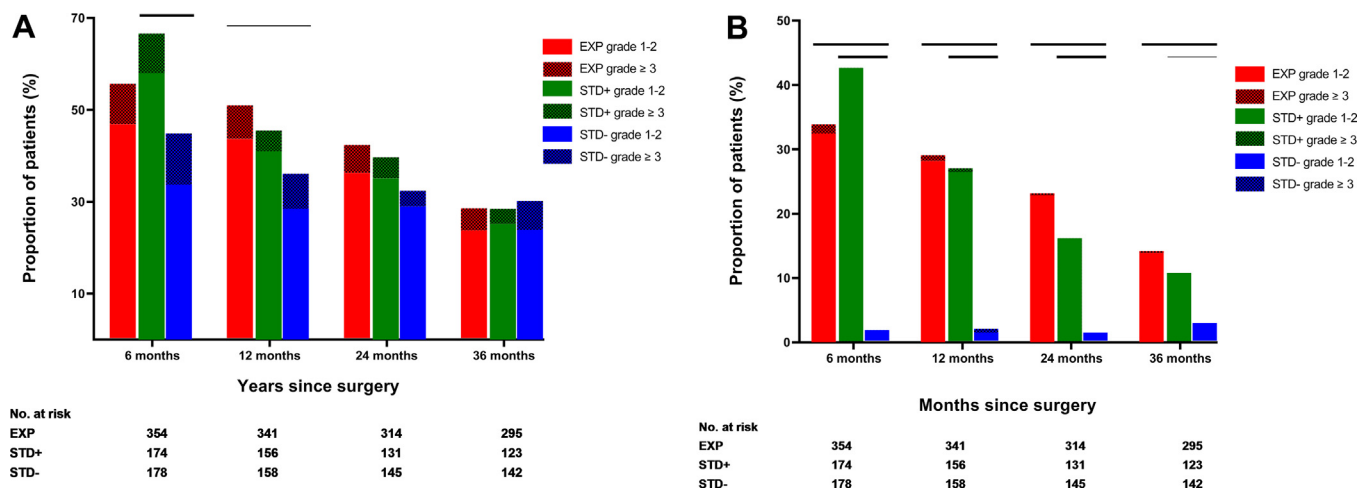 A
Proportion of patients (%)
70
50
30
10
6 months 12 months 24 months 36 months
Years since surgery
EXP grade 1-2
EXP grade ≥ 3
STD+ grade 1-2
STD+ grade ≥ 3
STD- grade 1-2
STD- grade ≥ 3
No. at risk
EXP 354 341 314 295
STD+ 174 156 131 123
STD- 178 158 145 142
B
Proportion of patients (%)
50
40
30
20
10
0
6 months 12 months 24 months 36 months
Months since surgery
EXP grade 1-2
EXP grade ≥ 3
STD+ grade 1-2
STD+ grade ≥ 3
STD- grade 1-2
STD- grade ≥ 3
No. at risk
EXP 354 341 314 295
STD+ 174 156 131 123
STD- 178 158 145 142